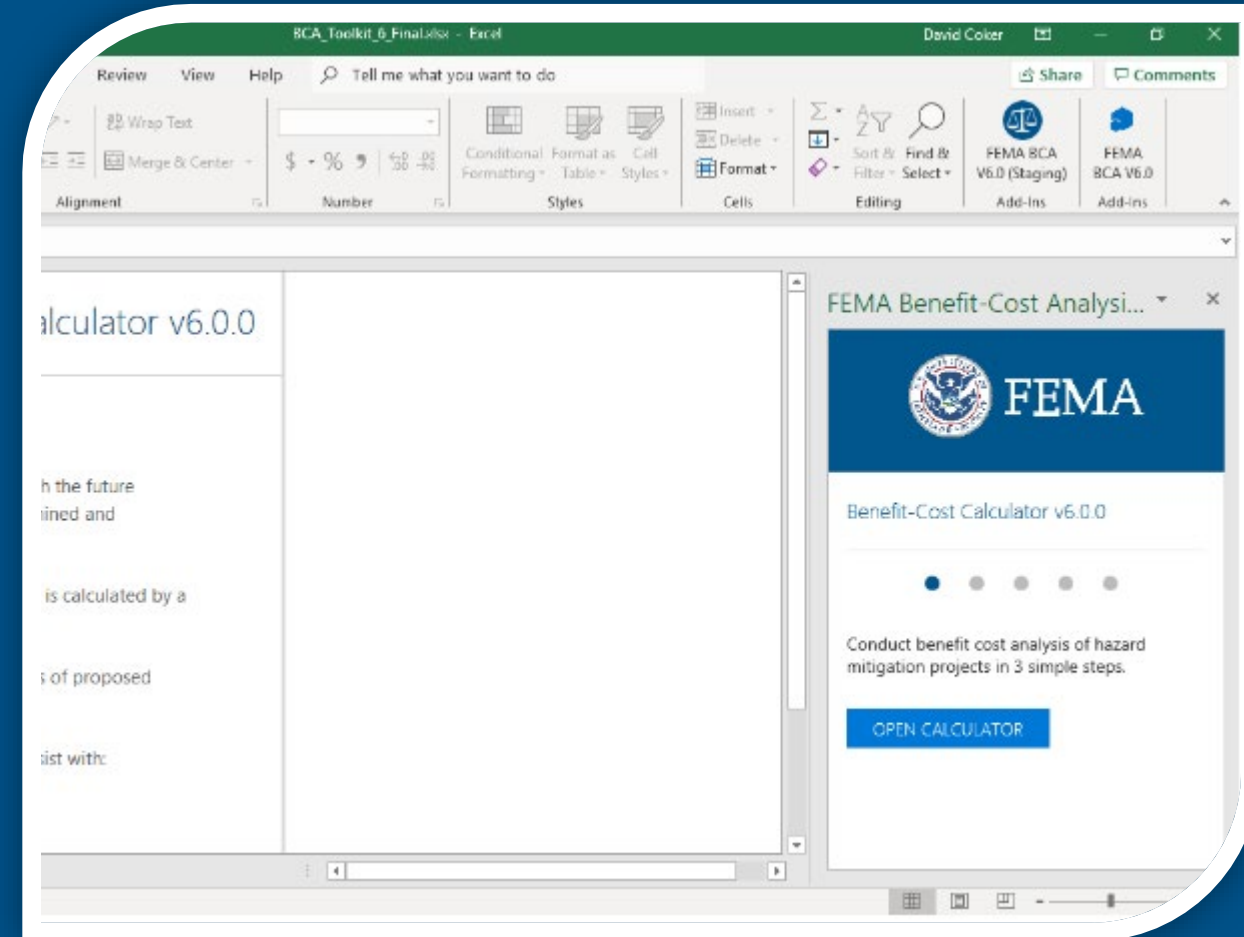 BCA_Toolkit_6_Final.xlsx - Excel
David Coker
Review View Help Tell me what you want to do
Share Comments
Wrap Text
Merge & Center
$ % 9
Conditional Formatting
Format as Table
Cell Styles
Insert
Delete
Format
Sort & Filter
Find & Select
FEMA BCA V6.0 (Staging)
FEMA BCA V6.0
Alignment Number Styles Cells Editing Add-Ins Add-Ins
alculator v6.0.0
h the future
ined and
is calculated by a
s of proposed
sist with:
FEMA Benefit-Cost Analysi...
FEMA
Benefit-Cost Calculator v6.0.0
Conduct benefit cost analysis of hazard
mitigation projects in 3 simple steps.
OPEN CALCULATOR